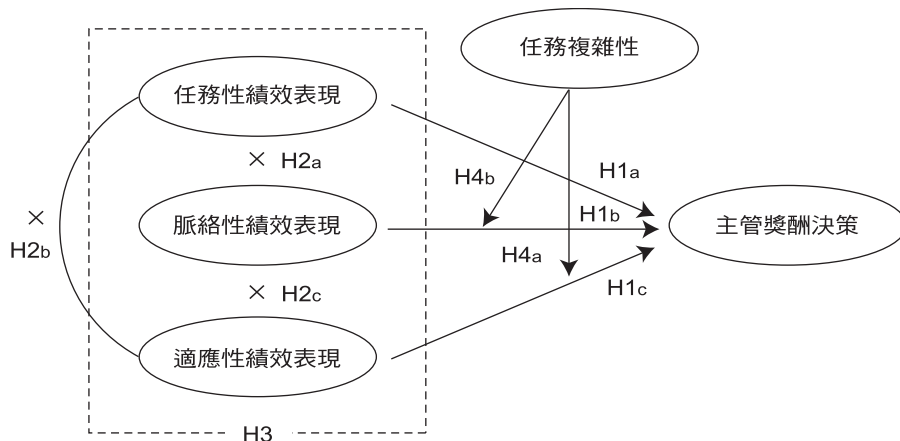 任務複雜性
任務性績效表現
× H2a
H4b
H1a
脈絡性績效表現
H1b
主管獎酬決策
×
H2b
H4a
× H2c
H1c
適應性績效表現
H3